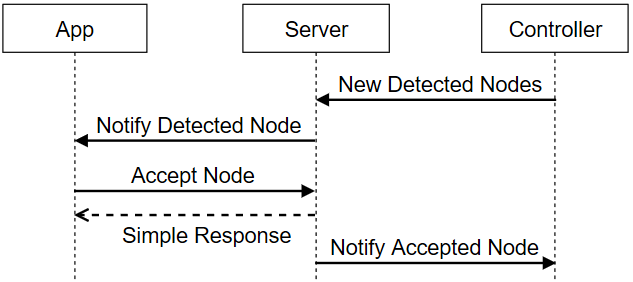 App
Server
Controller
New Detected Nodes
Notify Detected Node
Accept Node
Simple Response
Notify Accepted Node